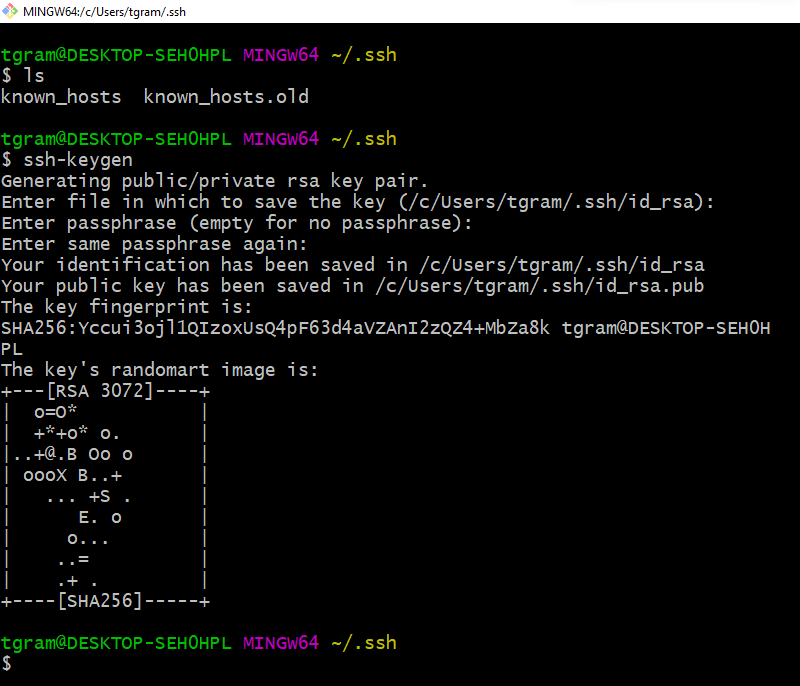 MINGW64:/c/Users/tgram/.ssh
tgram@DESKTOP-SEH0HPL MINGW64 ~/.ssh
$ ls
known_hosts  known_hosts.old
tgram@DESKTOP-SEH0HPL MINGW64 ~/.ssh
$ ssh-keygen
Generating public/private rsa key pair.
Enter file in which to save the key (/c/Users/tgram/.ssh/id_rsa):
Enter passphrase (empty for no passphrase):
Enter same passphrase again:
Your identification has been saved in /c/Users/tgram/.ssh/id_rsa
Your public key has been saved in /c/Users/tgram/.ssh/id_rsa.pub
The key fingerprint is:
SHA256:Yccui3ojl1QIzoxUsQ4pF63d4aVZAnI2zQZ4+MbZa8k tgram@DESKTOP-SEH0H
PL
The key's randomart image is:
+---[RSA 3072]----+
|  o=O*           |
|  +*+o* o.       |
|..+@.B Oo o      |
| oooX B..+       |
|   ... +S .      |
|      E. o       |
|     o...        |
|    ..=          |
|    .+ .         |
+----[SHA256]-----+
tgram@DESKTOP-SEH0HPL MINGW64 ~/.ssh
$